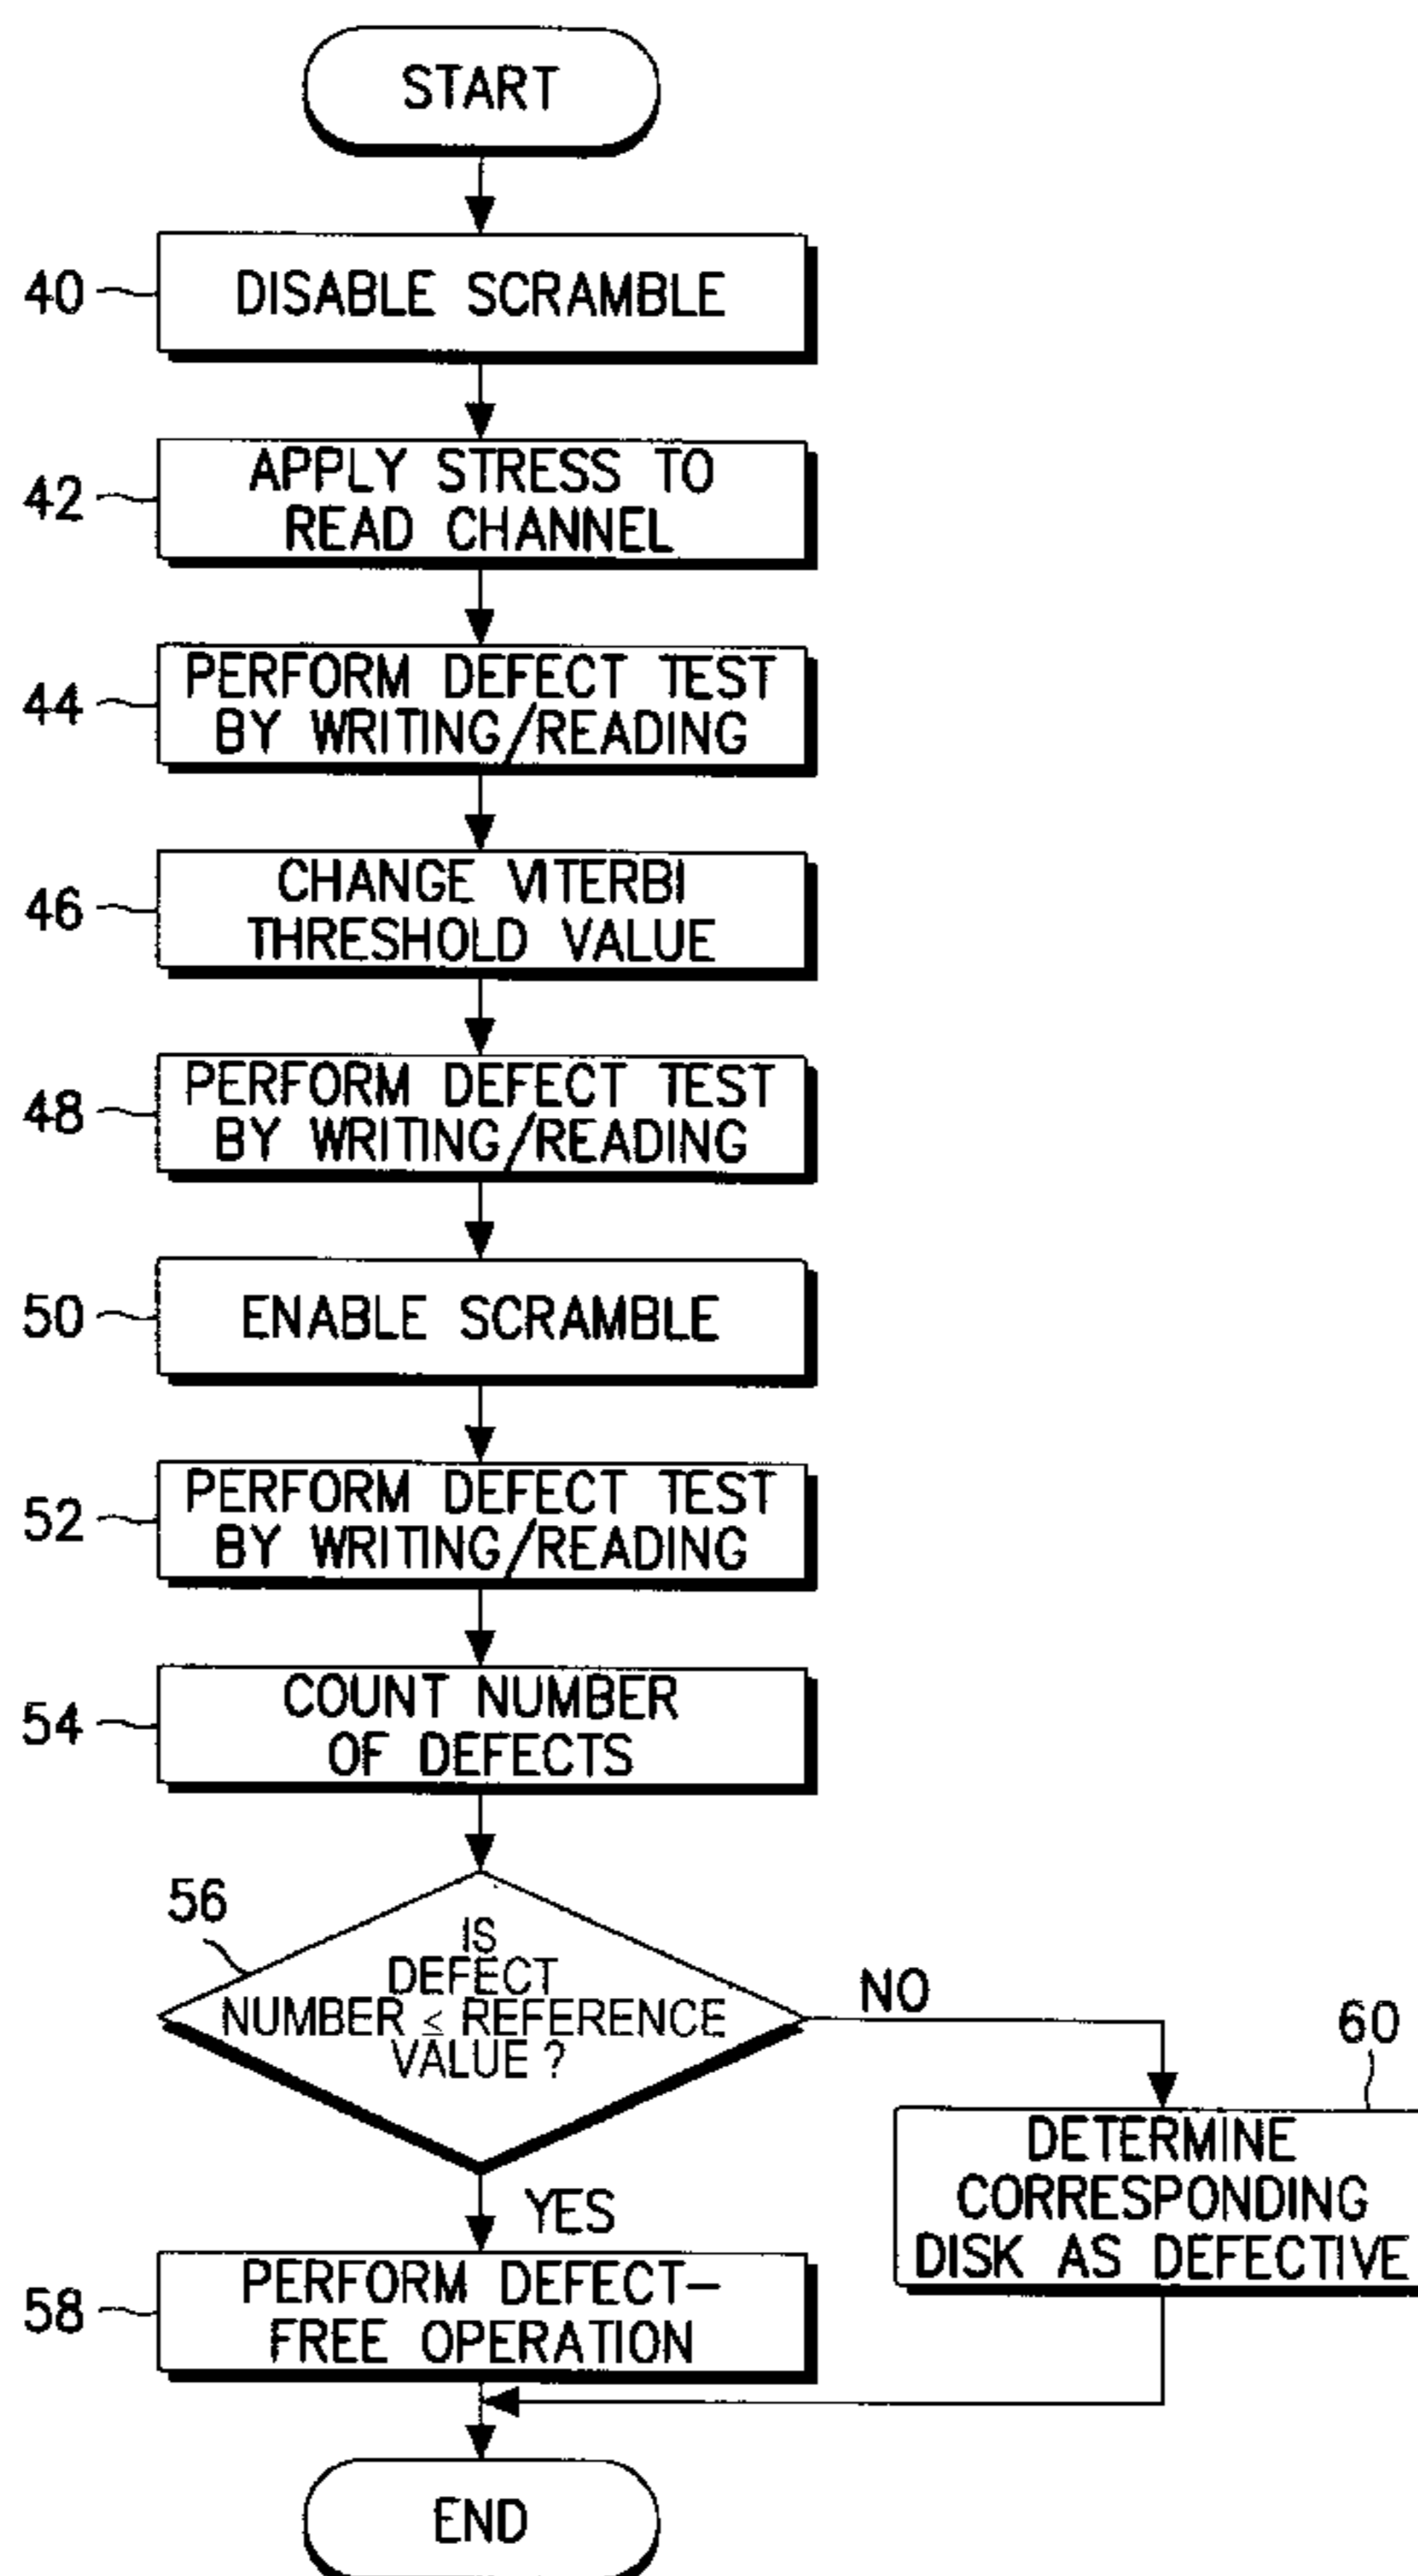 START
40
DISABLE SCRAMBLE
42
APPLY STRESS TO
READ CHANNEL
44
PERFORM DEFECT TEST
BY WRITING/READING
46
CHANGE VITERBI
THRESHOLD VALUE
48
PERFORM DEFECT TEST
BY WRITING/READING
50
ENABLE SCRAMBLE
52
PERFORM DEFECT TEST
BY WRITING/READING
54
COUNT NUMBER
OF DEFECTS
56
IS
DEFECT
NUMBER ≤ REFERENCE
VALUE ?
NO
60
DETERMINE
CORRESPONDING
DISK AS DEFECTIVE
YES
58
PERFORM DEFECT-
FREE OPERATION
END